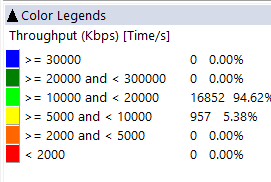 Color Legends
Throughput (Kbps) [Time/s]
>= 30000 0 0.00%
>= 20000 and < 300000 0 0.00%
>= 10000 and < 20000 16852 94.62%
>= 5000 and < 10000 957 5.38%
>= 2000 and < 5000 0 0.00%
< 2000 0 0.00%